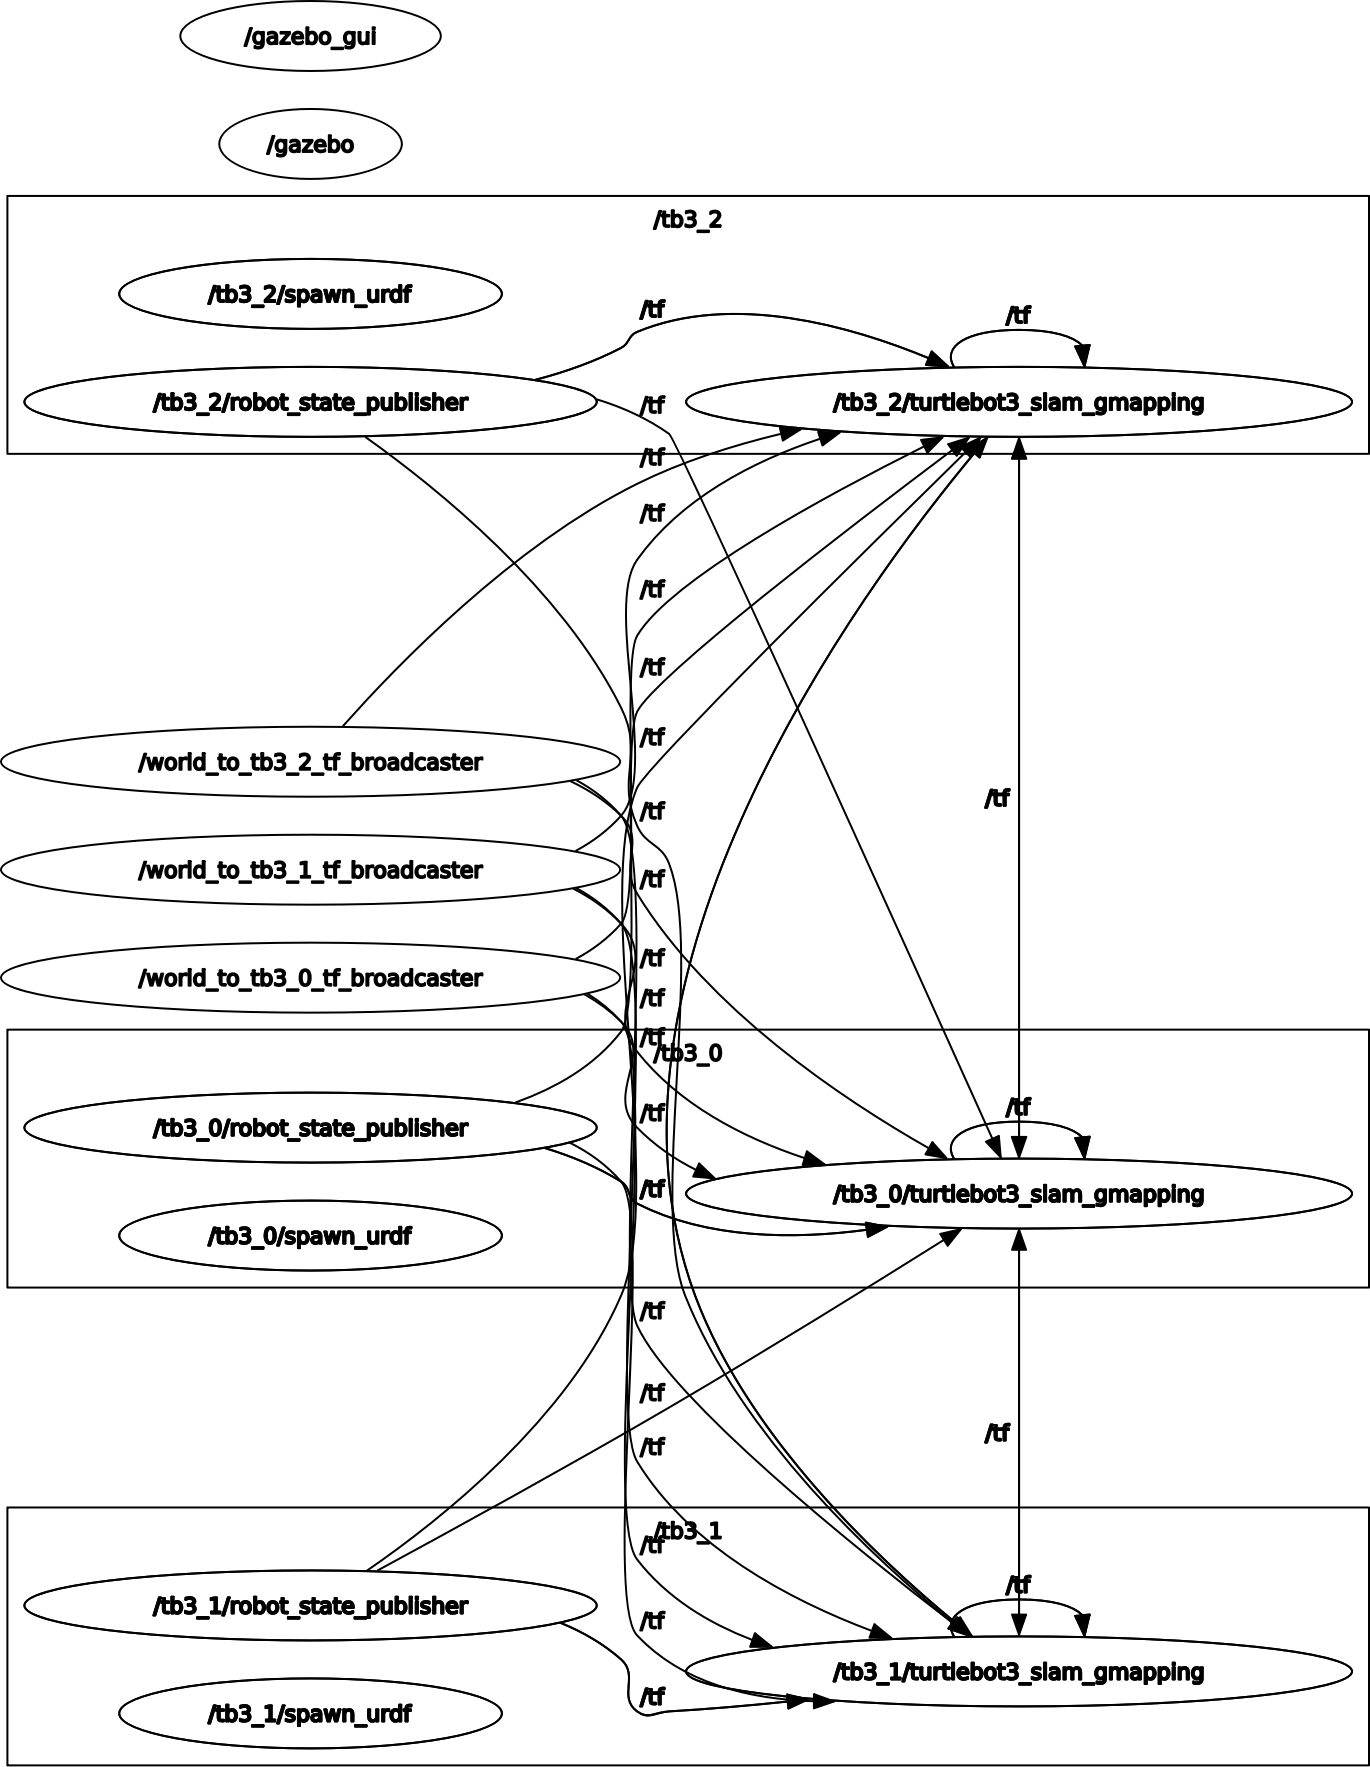 /gazebo_gui
/gazebo
/tb3_2
/tb3_2/spawn_urdf
/tf
/tf
/tb3_2/robot_state_publisher
/tf
/tb3_2/turtlebot3_slam_gmapping
/tf
/tf
/tf
/tf
/tf
/world_to_tb3_2_tf_broadcaster
/tf
/tf
/world_to_tb3_1_tf_broadcaster
/tf
/tf
/world_to_tb3_0_tf_broadcaster
/tf
/tf
/tb3_0
/tf
/tf
/tb3_0/robot_state_publisher
/tf
/tb3_0/turtlebot3_slam_gmapping
/tb3_0/spawn_urdf
/tf
/tf
/tf
/tf
/tb3_1
/tf
/tf
/tb3_1/robot_state_publisher
/tf
/tb3_1/turtlebot3_slam_gmapping
/tf
/tb3_1/spawn_urdf